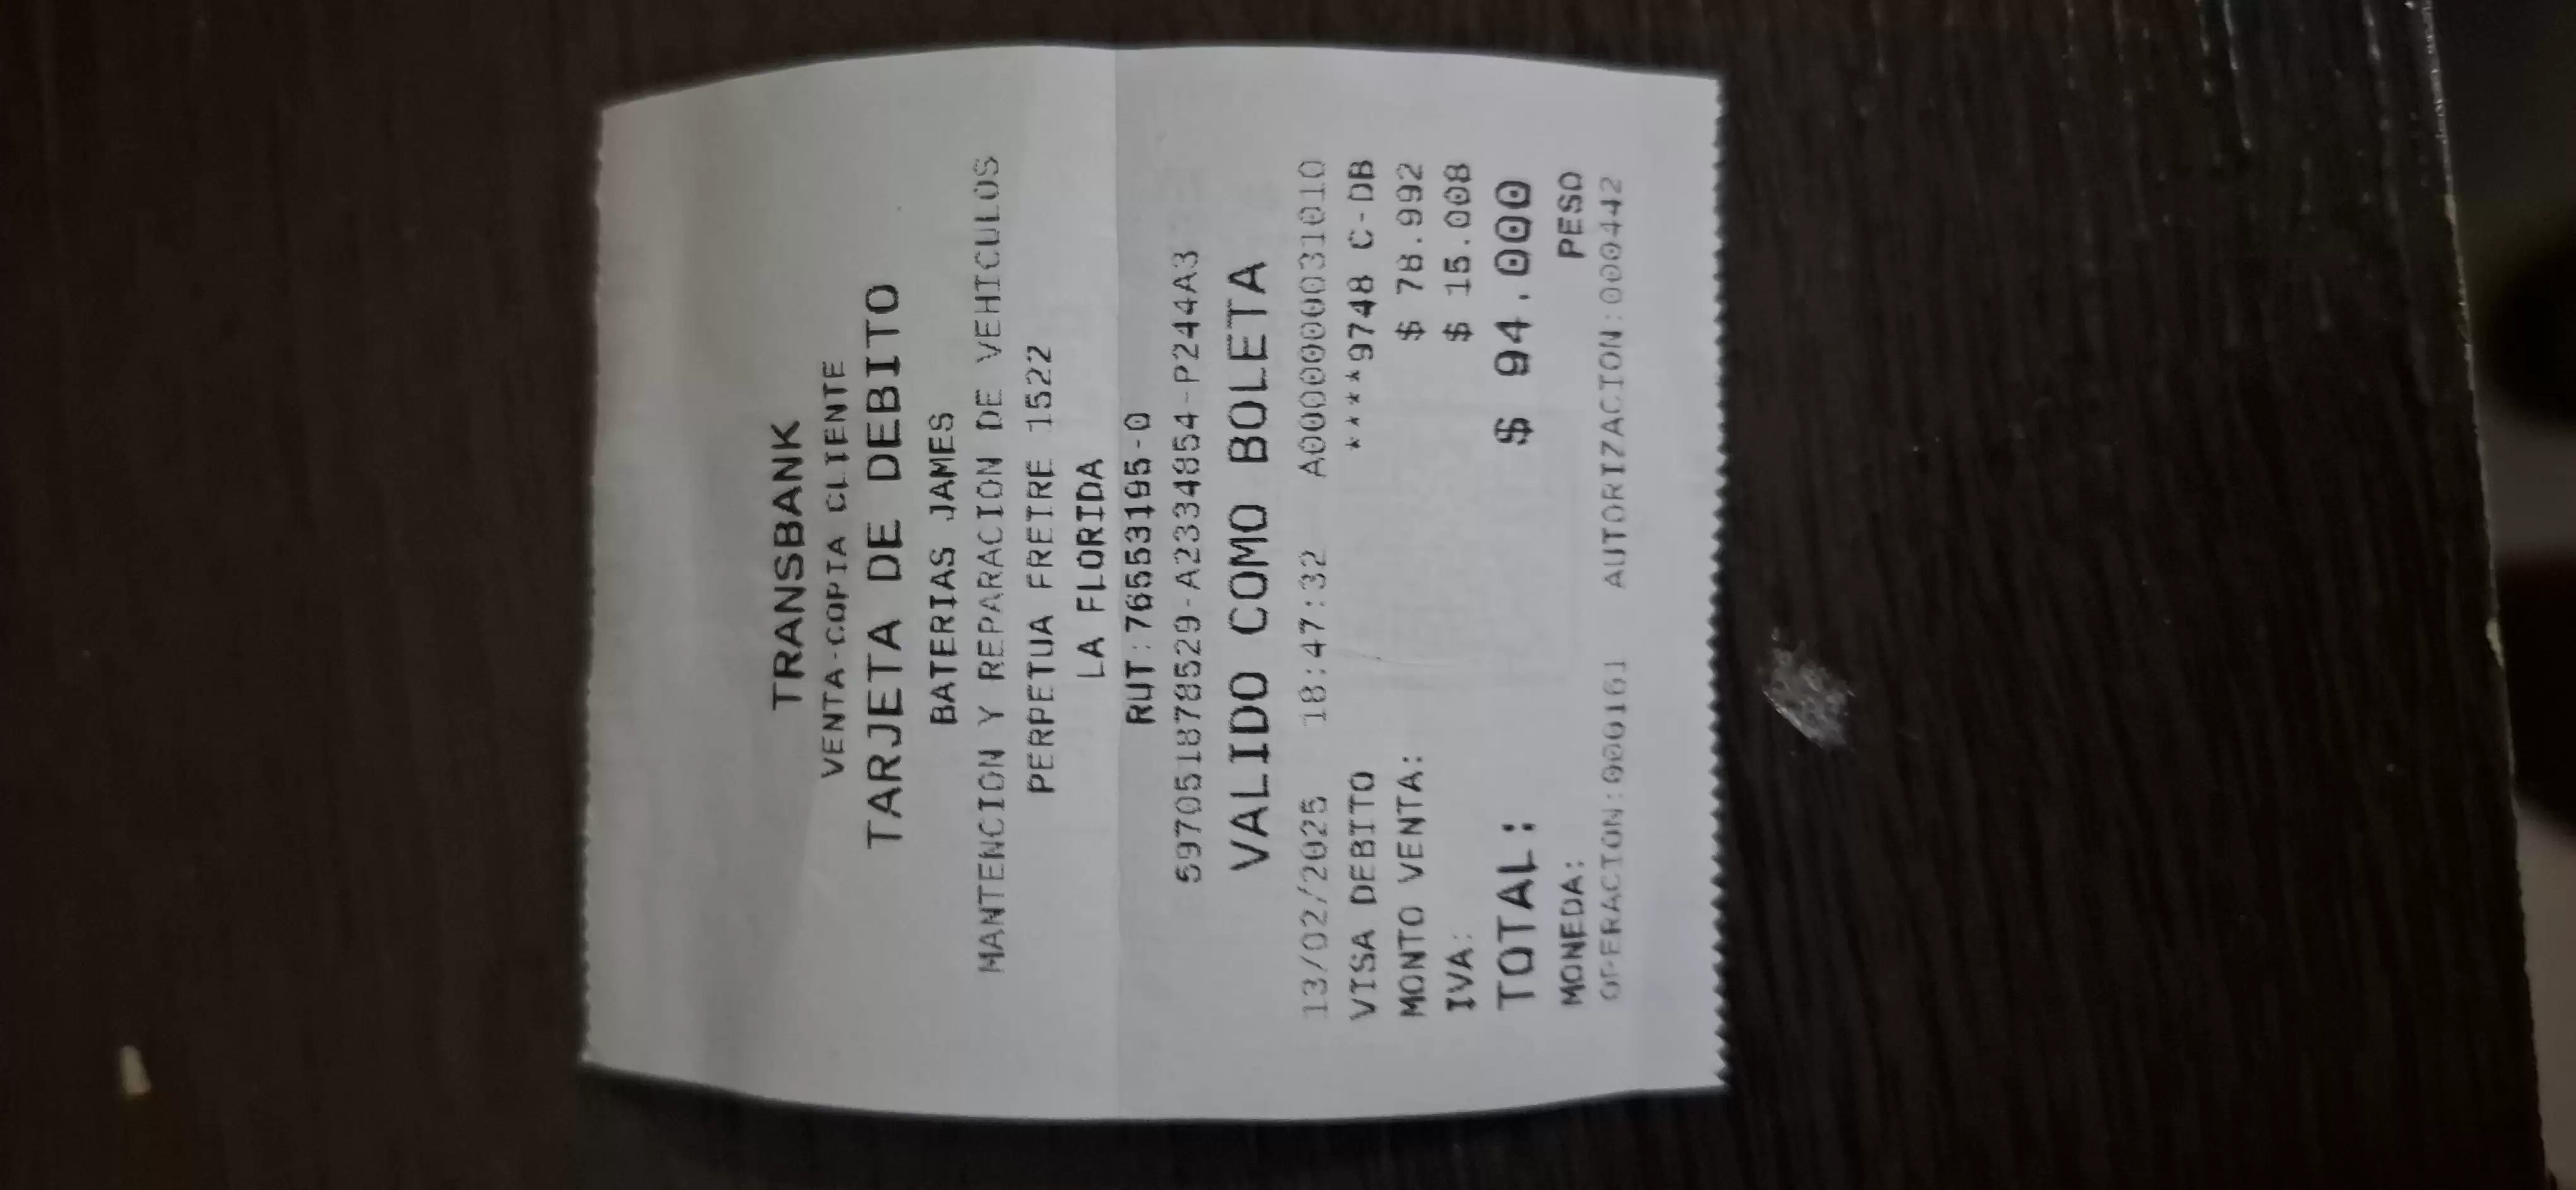 TRANSBANK
VENTA-COPIA CLIENTE
TARJETA DE DEBITO
BATERIAS JAMES
MANTENCION Y REPARACION DE VEHICULOS
PERPETUA FREIRE 1522
LA FLORIDA
RUT:76553195-0
597051878529-A2334854-P244A3
VALIDO COMO BOLETA
13/02/2025 18:47:32 A0000000031010
VISA DEBITO ****9748 C-DB
MONTO VENTA: $ 78.992
IVA: $ 15.008
TOTAL: $ 94.000
MONEDA: PESO
OPERACION:000161 AUTORIZACION:000442